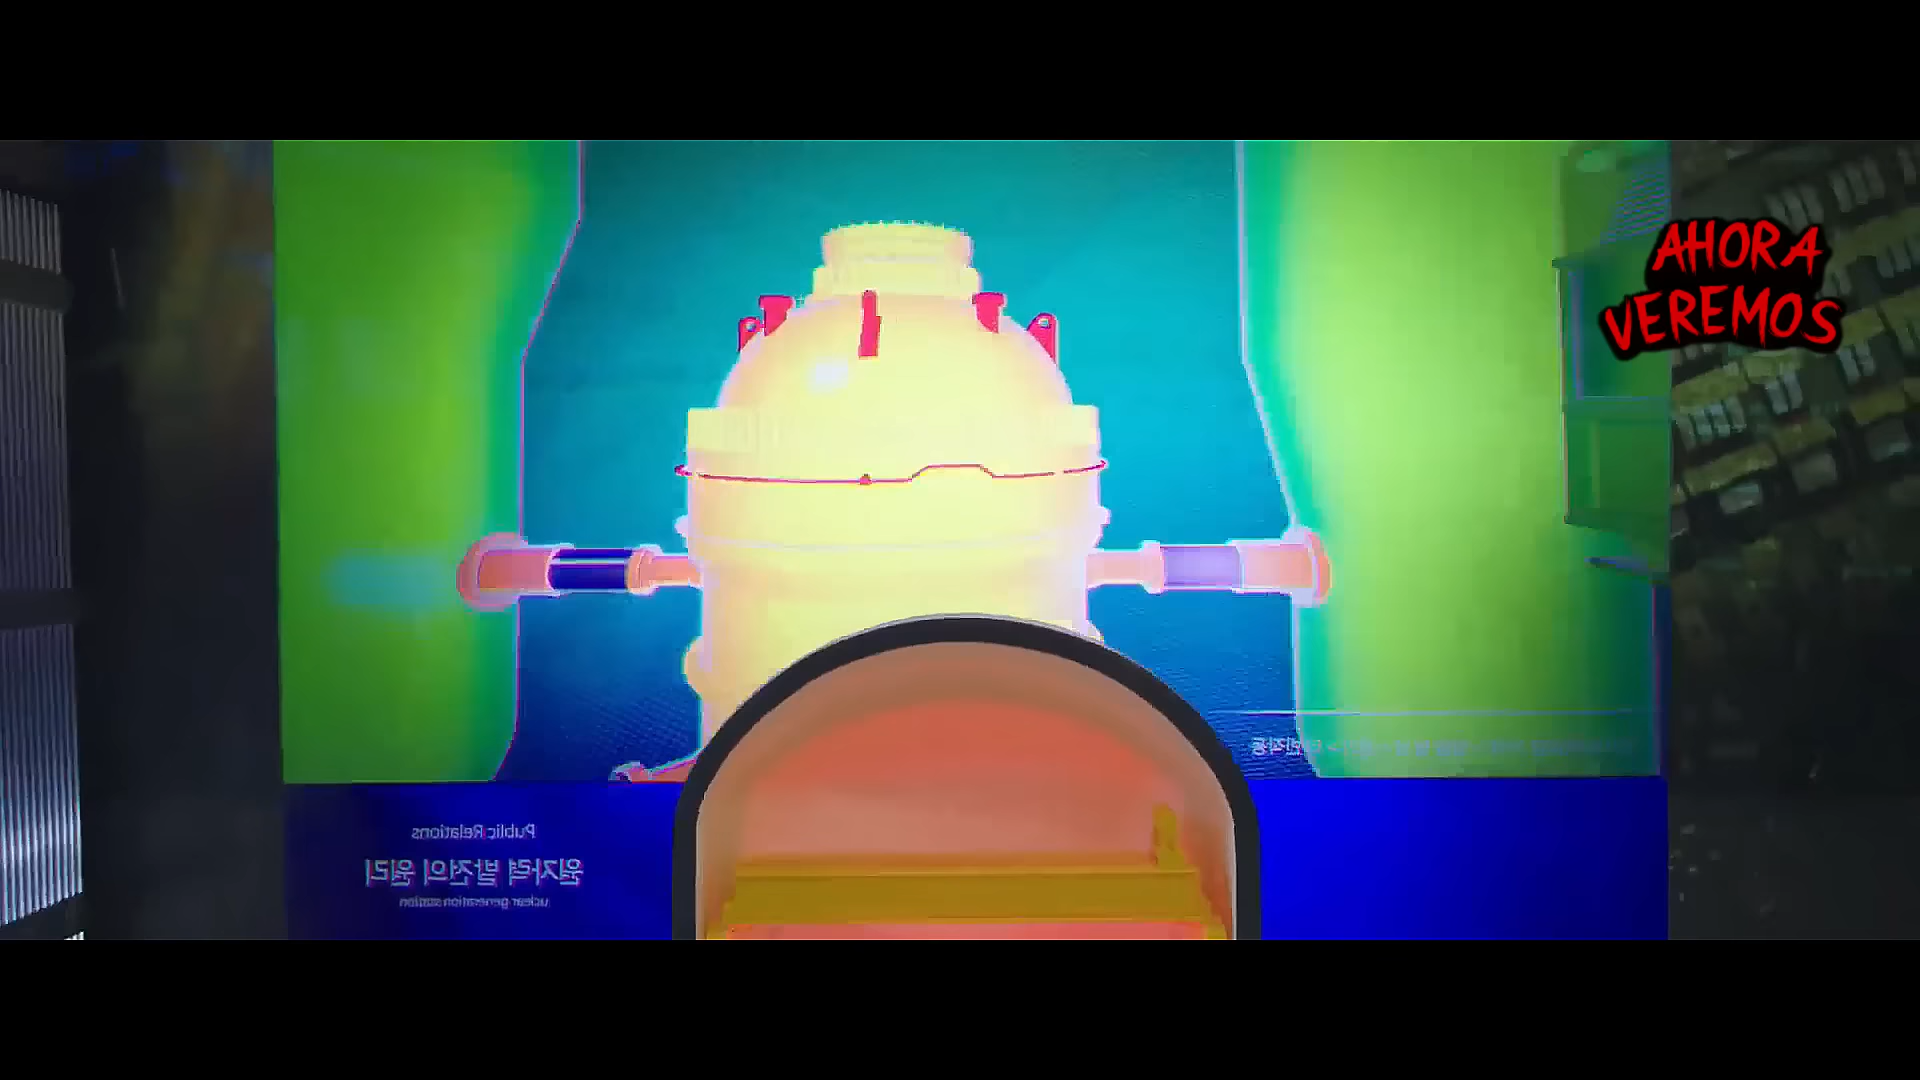 AHORA
VEREMOS
Public Relations
원자력 발전의 원리
uclear generation station